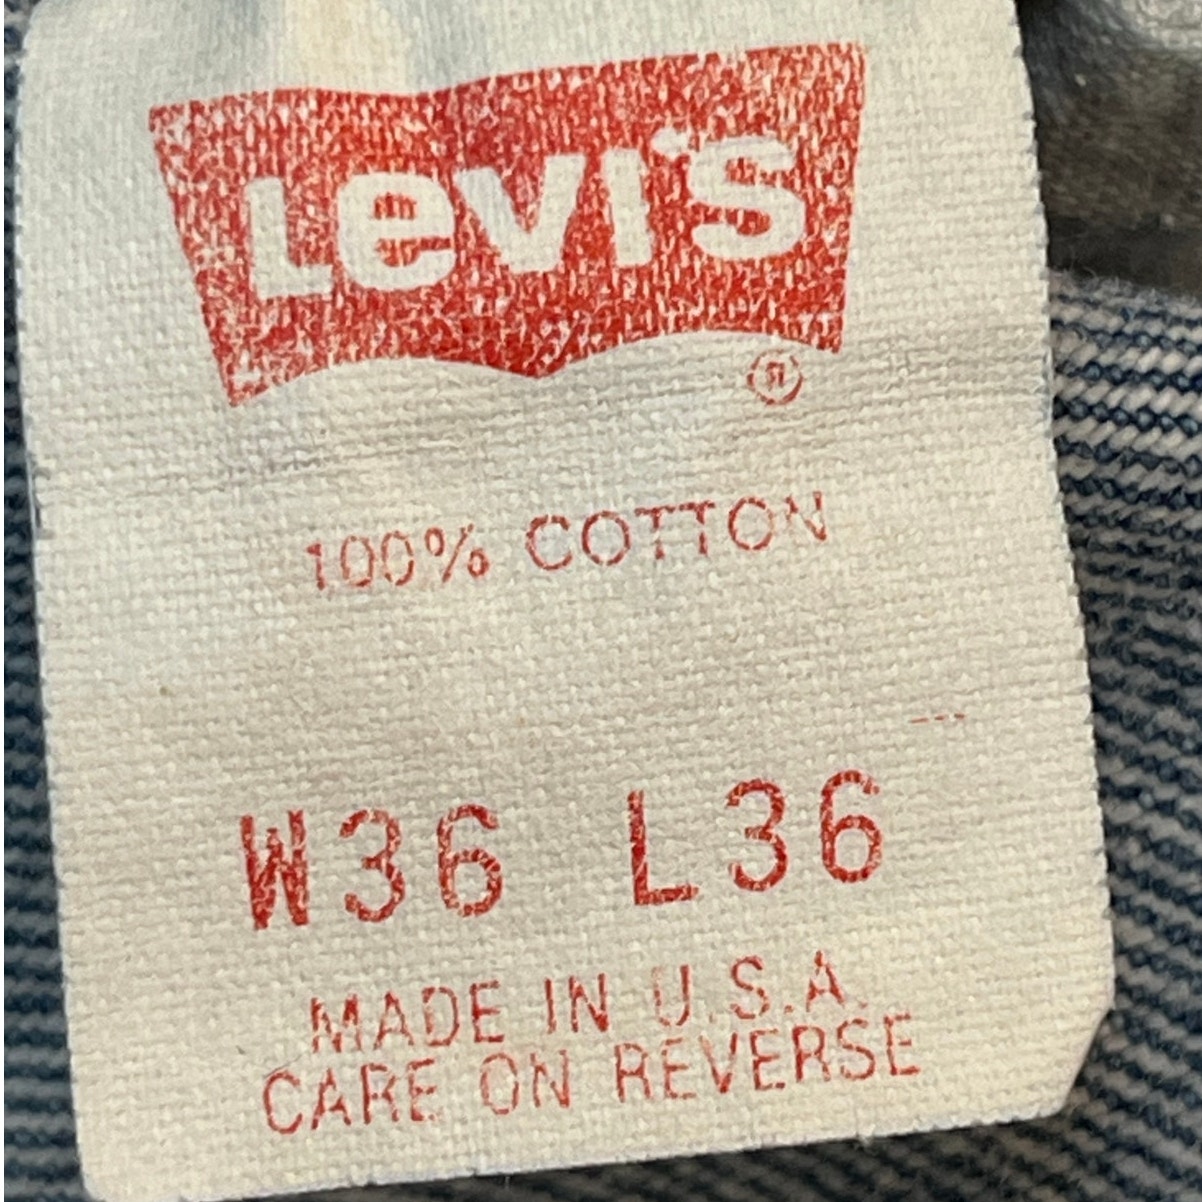 Levi's
®
100% COTTON
W36 L36
MADE IN U.S.A.
CARE ON REVERSE